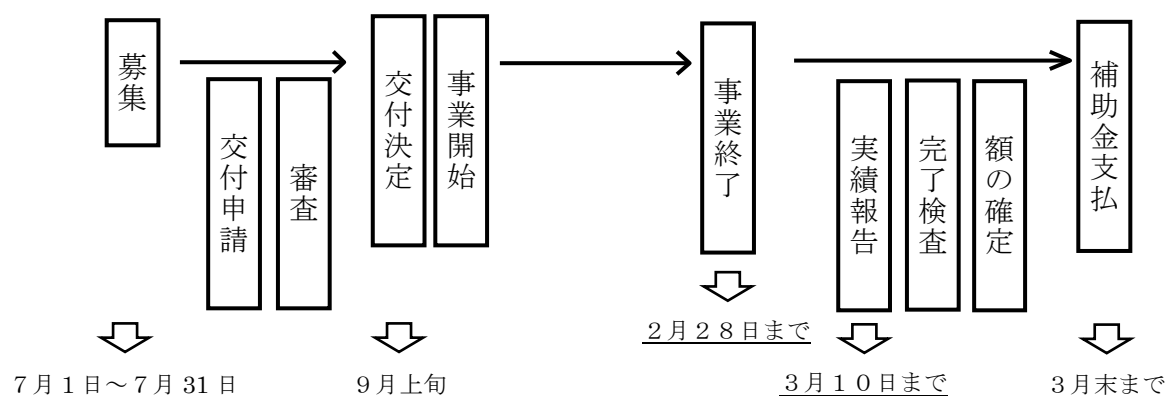 募集
交付申請
審査
交付決定
事業開始
事業終了
実績報告
完了検査
額の確定
補助金支払
7月1日～7月31日
９月上旬
２月２８日まで
３月１０日まで
３月末まで